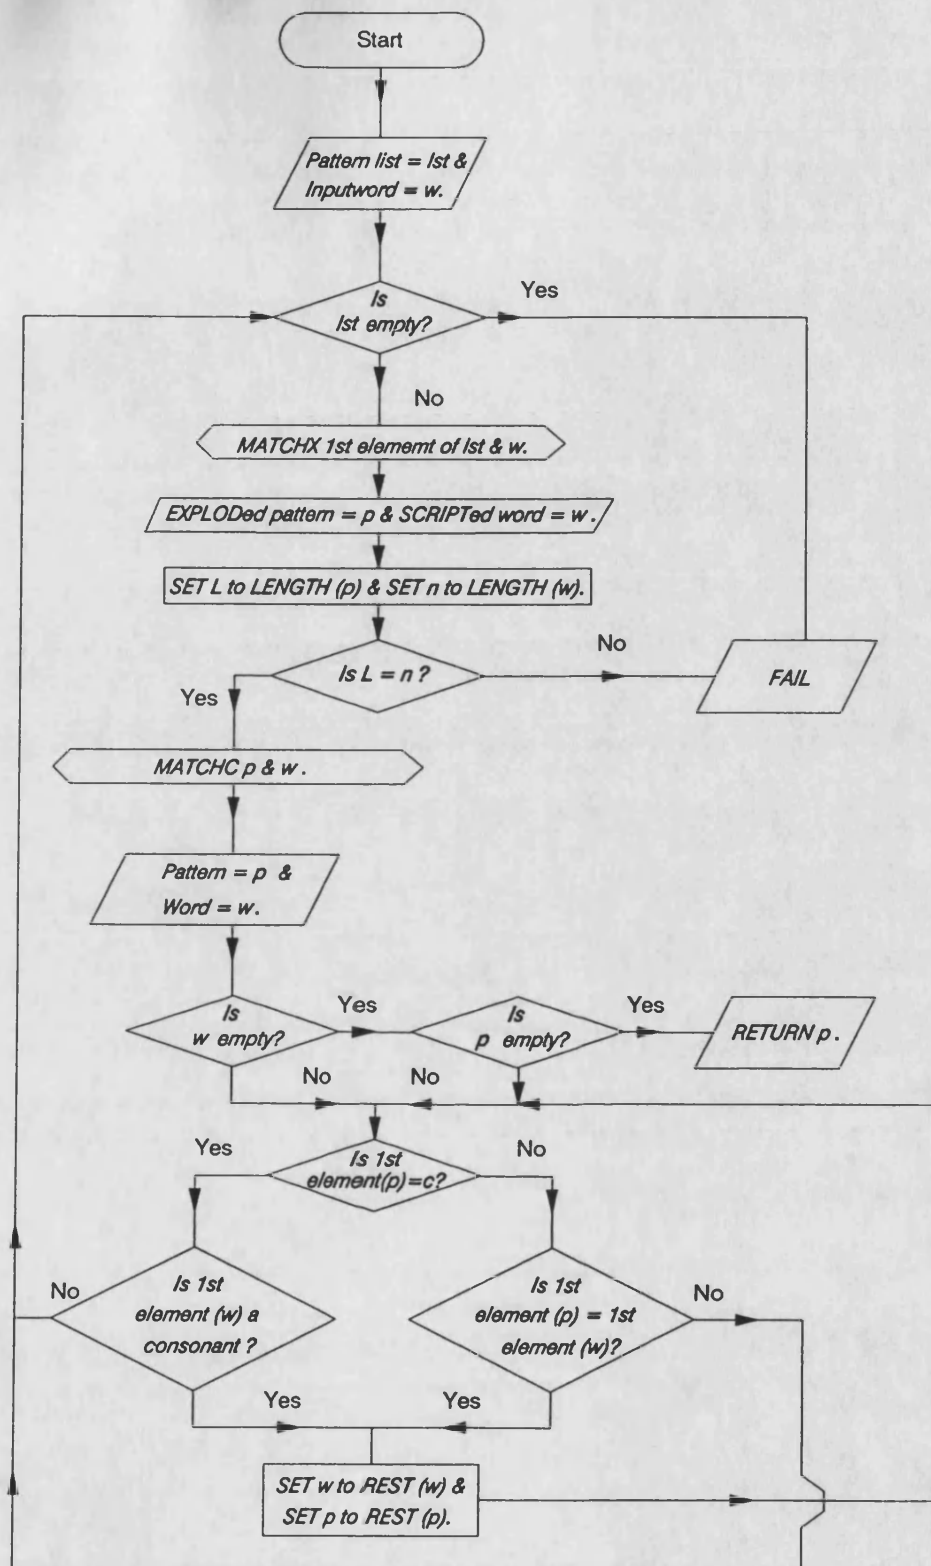 Start
Pattern list = lst &
Inputword = w.
Is
lst empty?
Yes
No
MATCHX 1st elememt of lst & w.
EXPLODed pattern = p & SCRIPTed word = w.
SET L to LENGTH (p) & SET n to LENGTH (w).
Is L = n ?
No
FAIL
Yes
MATCHC p & w.
Pattern = p &
Word = w.
Is
w empty?
Yes
Is
p empty?
Yes
RETURN p.
No
No
Yes
Is 1st
element(p)=c?
No
No
Is 1st
element (w) a
consonant ?
Is 1st
element (p) = 1st
element (w)?
No
Yes
Yes
SET w to REST (w) &
SET p to REST (p).